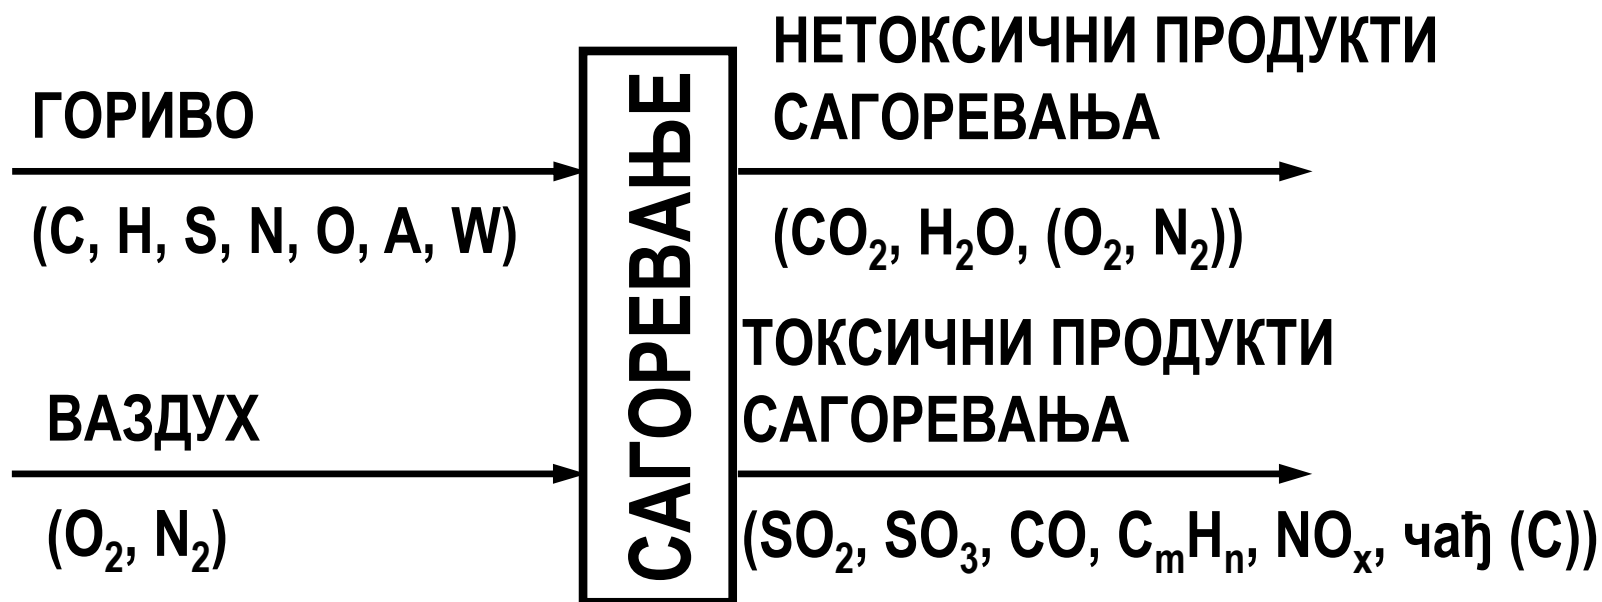 ГОРИВО
(C, H, S, N, O, A, W)
ВАЗДУХ
(O₂, N₂)
САГОРЕВАЊЕ
НЕТОКСИЧНИ ПРОДУКТИ
САГОРЕВАЊА
(CO₂, H₂O, (O₂, N₂))
ТОКСИЧНИ ПРОДУКТИ
САГОРЕВАЊА
(SO₂, SO₃, CO, CₘHₙ, NOₓ, чађ (C))